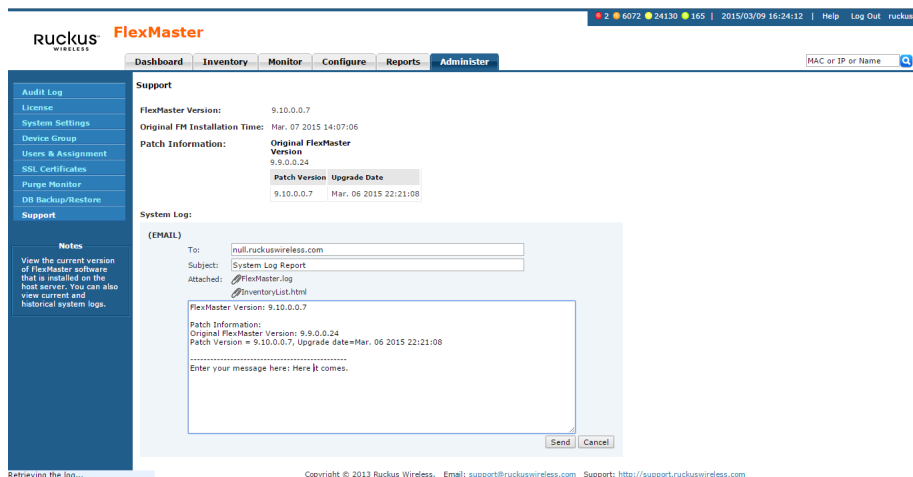 2 6072 24130 165 | 2015/03/09 16:24:12 | Help Log Out ruckus
Ruckus WIRELESS FlexMaster
Dashboard Inventory Monitor Configure Reports Administer MAC or IP or Name
Audit Log
License
System Settings
Device Group
Users & Assignment
SSL Certificates
Purge Monitor
DB Backup/Restore
Support
Notes
View the current version
of FlexMaster software
that is installed on the
host server. You can also
view current and
historical system logs.
Support
FlexMaster Version: 9.10.0.0.7
Original FM Installation Time: Mar. 07 2015 14:07:06
Patch Information: Original FlexMaster
Version
9.9.0.0.24
Patch Version Upgrade Date
9.10.0.0.7 Mar. 06 2015 22:21:08
System Log:
(EMAIL)
To: null.ruckuswireless.com
Subject: System Log Report
Attached: FlexMaster.log
InventoryList.html
FlexMaster Version: 9.10.0.0.7
Patch Information:
Original FlexMaster Version: 9.9.0.0.24
Patch Version = 9.10.0.0.7, Upgrade date=Mar. 06 2015 22:21:08
------------------------------------------------
Enter your message here: Here it comes.
Send Cancel
Retrieving the log...
Copyright © 2013 Ruckus Wireless. Email: support@ruckuswireless.com Support: http://support.ruckuswireless.com